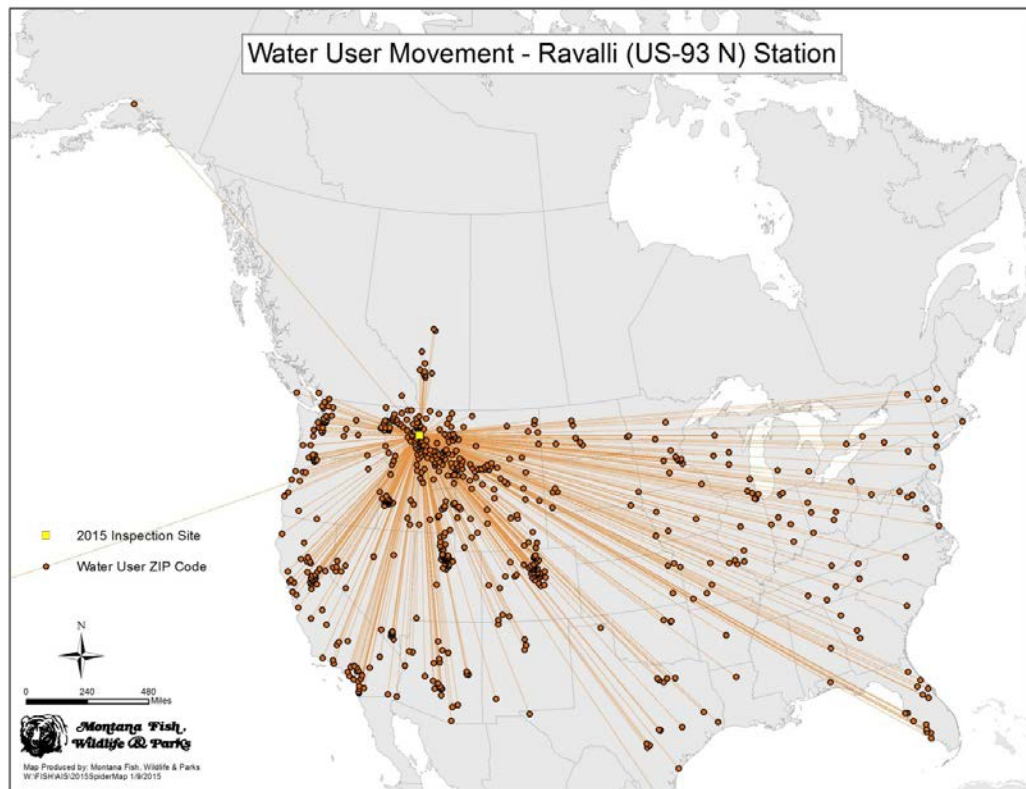 Water User Movement - Ravalli (US-93 N) Station
2015 Inspection Site
Water User ZIP Code
N
0 240 480
Miles
Montana Fish,
Wildlife & Parks
Map Produced by: Montana Fish, Wildlife & Parks
W:\FISH\AIS\2015SpiderMap 1/9/2015